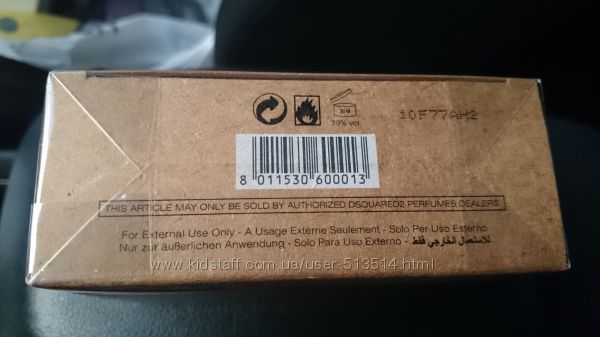 30 M
79% vol.
10F77AH2
8 011530 600013
THIS ARTICLE MAY ONLY BE SOLD BY AUTHORIZED DSQUARED2 PERFUMES DEALERS
For External Use Only - A Usage Externe Seulement - Solo Per Uso Esterno
Nur zur äußerlichen Anwendung - Solo Para Uso Externo - للاستعمال الخارجي فقط
www.kidstaff.com.ua/user-513514.html